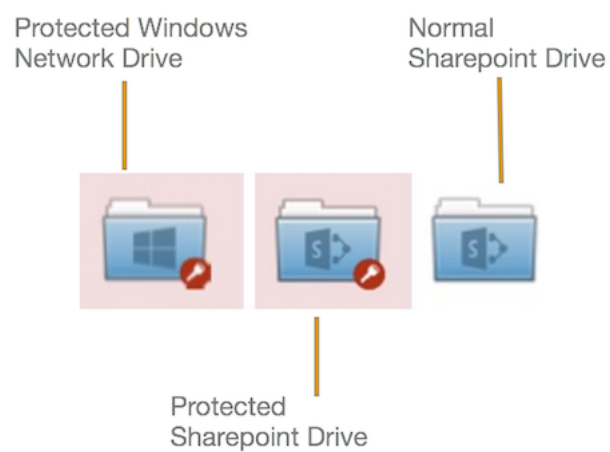 Protected Windows
Network Drive
Normal
Sharepoint Drive
S
S
Protected
Sharepoint Drive